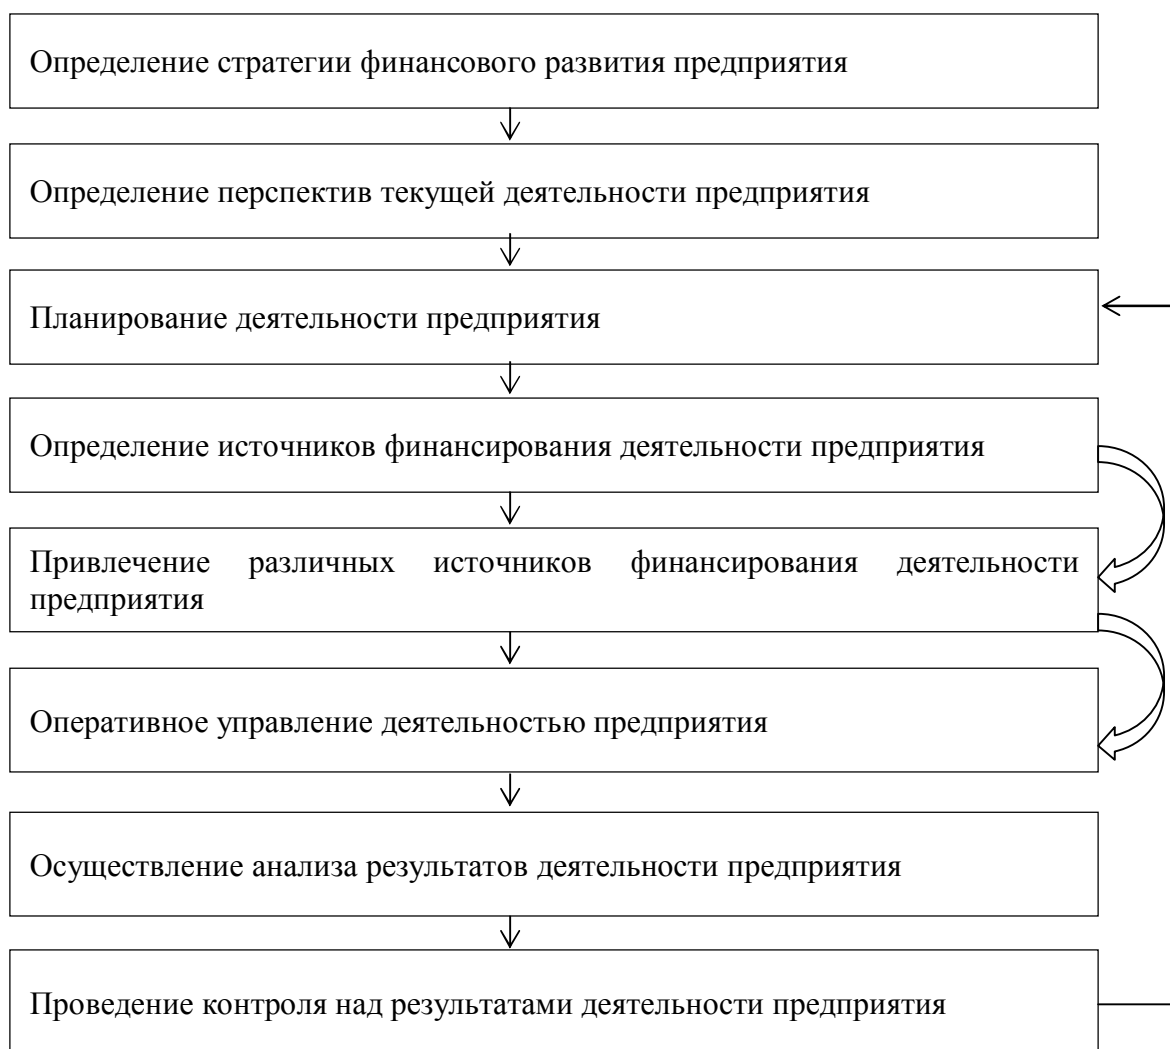 Определение стратегии финансового развития предприятия
Определение перспектив текущей деятельности предприятия
Планирование деятельности предприятия
Определение источников финансирования деятельности предприятия
Привлечение различных источников финансирования деятельности
предприятия
Оперативное управление деятельностью предприятия
Осуществление анализа результатов деятельности предприятия
Проведение контроля над результатами деятельности предприятия